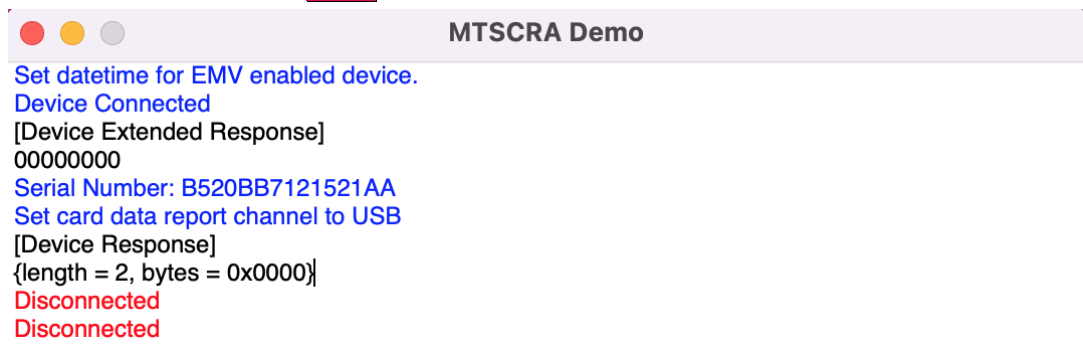 MTSCRA Demo
Set datetime for EMV enabled device.
Device Connected
[Device Extended Response]
00000000
Serial Number: B520BB7121521AA
Set card data report channel to USB
[Device Response]
{length = 2, bytes = 0x0000}
Disconnected
Disconnected